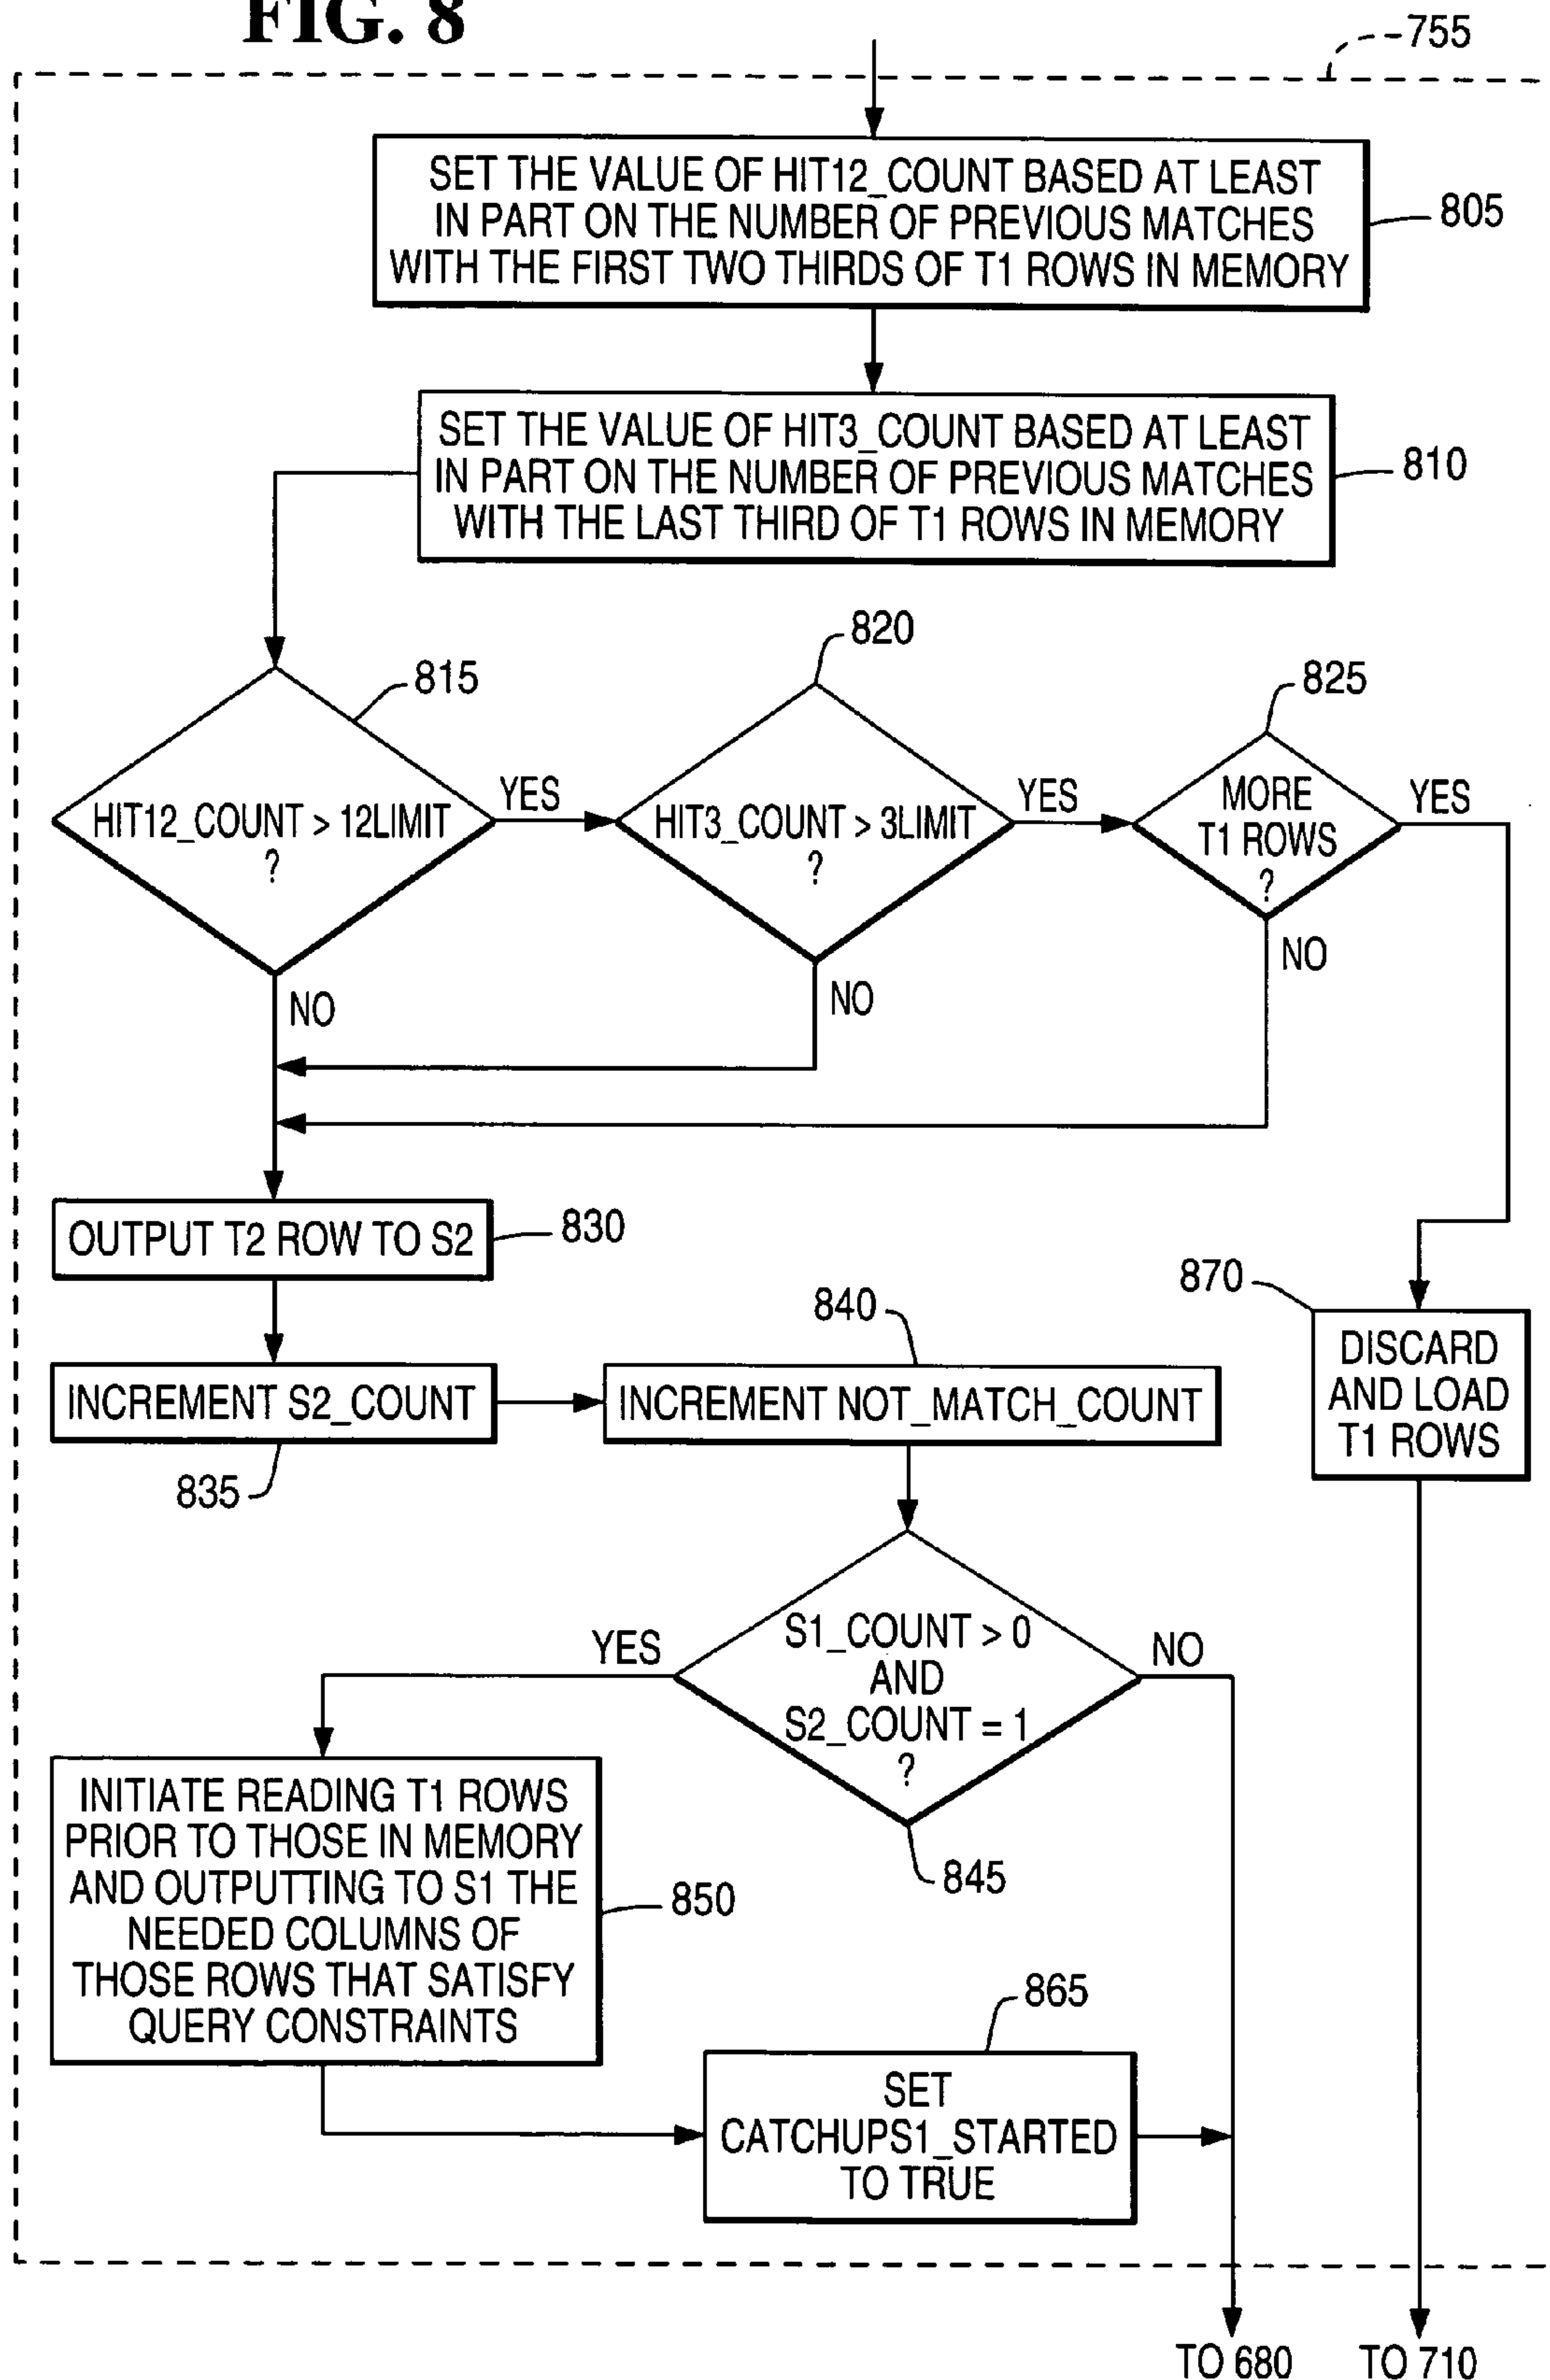 FIG. 8
755
SET THE VALUE OF HIT12_COUNT BASED AT LEAST
IN PART ON THE NUMBER OF PREVIOUS MATCHES
WITH THE FIRST TWO THIRDS OF T1 ROWS IN MEMORY
805
SET THE VALUE OF HIT3_COUNT BASED AT LEAST
IN PART ON THE NUMBER OF PREVIOUS MATCHES
WITH THE LAST THIRD OF T1 ROWS IN MEMORY
810
815
820
825
HIT12_COUNT > 12LIMIT
?
YES
NO
HIT3_COUNT > 3LIMIT
?
YES
NO
MORE
T1 ROWS
?
YES
NO
OUTPUT T2 ROW TO S2
830
INCREMENT S2_COUNT
835
840
INCREMENT NOT_MATCH_COUNT
870
DISCARD
AND LOAD
T1 ROWS
S1_COUNT > 0
AND
S2_COUNT = 1
?
YES
NO
845
INITIATE READING T1 ROWS
PRIOR TO THOSE IN MEMORY
AND OUTPUTTING TO S1 THE
NEEDED COLUMNS OF
THOSE ROWS THAT SATISFY
QUERY CONSTRAINTS
850
865
SET
CATCHUPS1_STARTED
TO TRUE
TO 680
TO 710